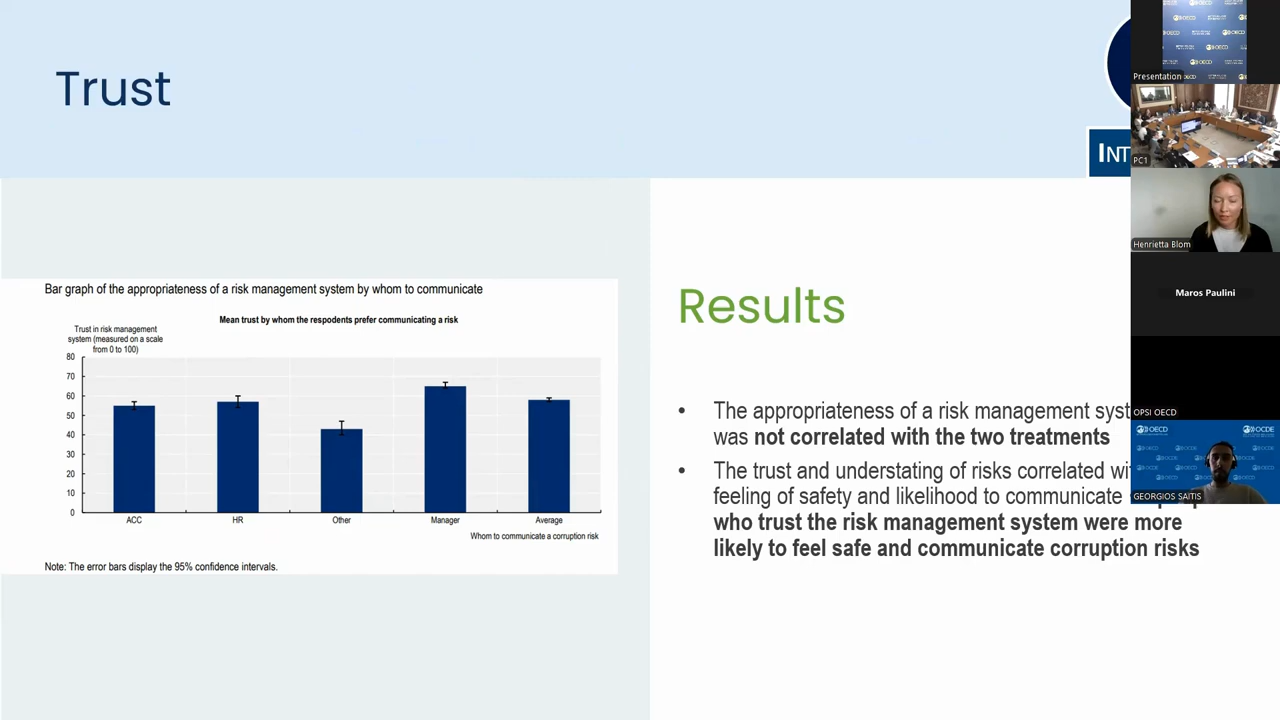 Trust
INT
Bar graph of the appropriateness of a risk management system by whom to communicate
Mean trust by whom the respodents prefer communicating a risk
Trust in risk management
system (measured on a scale
from 0 to 100)
80
70
60
50
40
30
20
10
0
ACC HR Other Manager Average
Whom to communicate a corruption risk
Note: The error bars display the 95% confidence intervals.
Results
• The appropriateness of a risk management syst
was not correlated with the two treatments
• The trust and understating of risks correlated wi
feeling of safety and likelihood to communicate
who trust the risk management system were more
likely to feel safe and communicate corruption risks
OECD
Presentation
PC1
Henrietta Blom
Maros Paulini
OPSI OECD
OECD
OCDE
GEORGIOS SAITIS